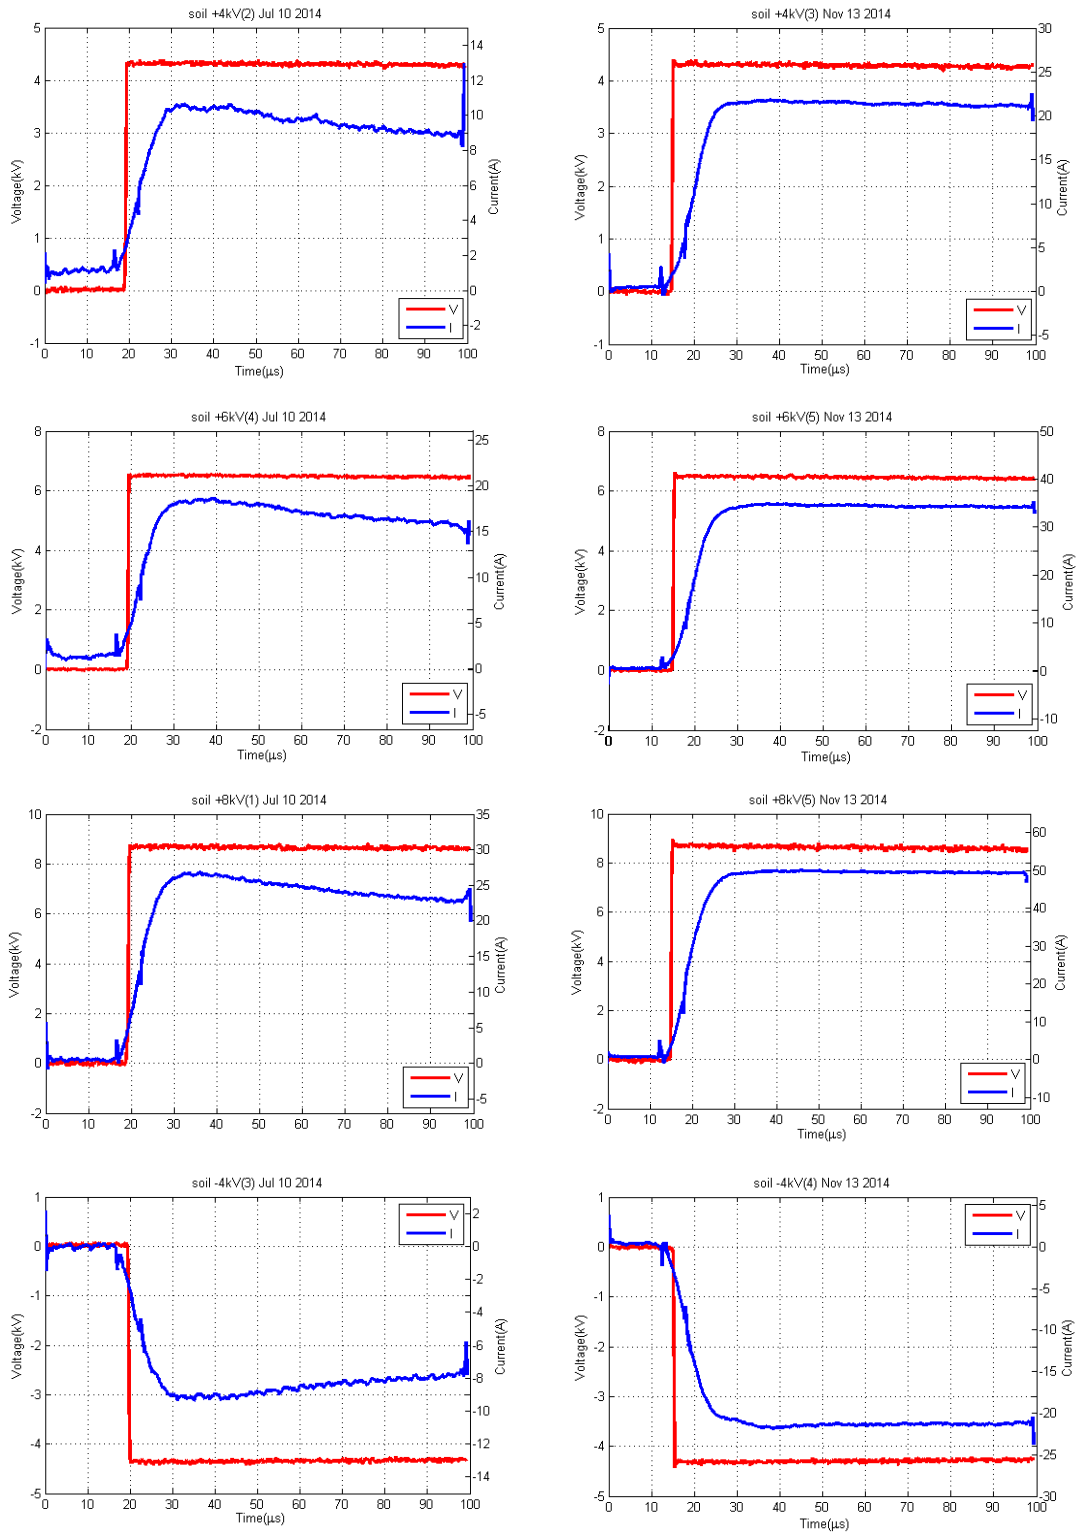 soil +4kV(2) Jul 10 2014
5
4
3
2
1
0
-1
14
12
10
8
6
4
2
0
-2
Voltage(kV)
Current(A)
V
I
0 10 20 30 40 50 60 70 80 90 100
Time(μs)
soil +4kV(3) Nov 13 2014
5
4
3
2
1
0
-1
30
25
20
15
10
5
0
-5
Voltage(kV)
Current(A)
V
I
0 10 20 30 40 50 60 70 80 90 100
Time(μs)
soil +6kV(4) Jul 10 2014
8
6
4
2
0
-2
25
20
15
10
5
0
-5
Voltage(kV)
Current(A)
V
I
0 10 20 30 40 50 60 70 80 90 100
Time(μs)
soil +6kV(5) Nov 13 2014
8
6
4
2
0
-2
50
40
30
20
10
0
-10
Voltage(kV)
Current(A)
V
I
0 10 20 30 40 50 60 70 80 90 100
Time(μs)
soil +8kV(1) Jul 10 2014
10
8
6
4
2
0
-2
35
30
25
20
15
10
5
0
-5
Voltage(kV)
Current(A)
V
I
0 10 20 30 40 50 60 70 80 90 100
Time(μs)
soil +8kV(5) Nov 13 2014
10
8
6
4
2
0
-2
60
50
40
30
20
10
0
-10
Voltage(kV)
Current(A)
V
I
0 10 20 30 40 50 60 70 80 90 100
Time(μs)
soil -4kV(3) Jul 10 2014
1
0
-1
-2
-3
-4
-5
2
0
-2
-4
-6
-8
-10
-12
-14
Voltage(kV)
Current(A)
V
I
0 10 20 30 40 50 60 70 80 90 100
Time(μs)
soil -4kV(4) Nov 13 2014
1
0
-1
-2
-3
-4
-5
5
0
-5
-10
-15
-20
-25
-30
Voltage(kV)
Current(A)
V
I
0 10 20 30 40 50 60 70 80 90 100
Time(μs)